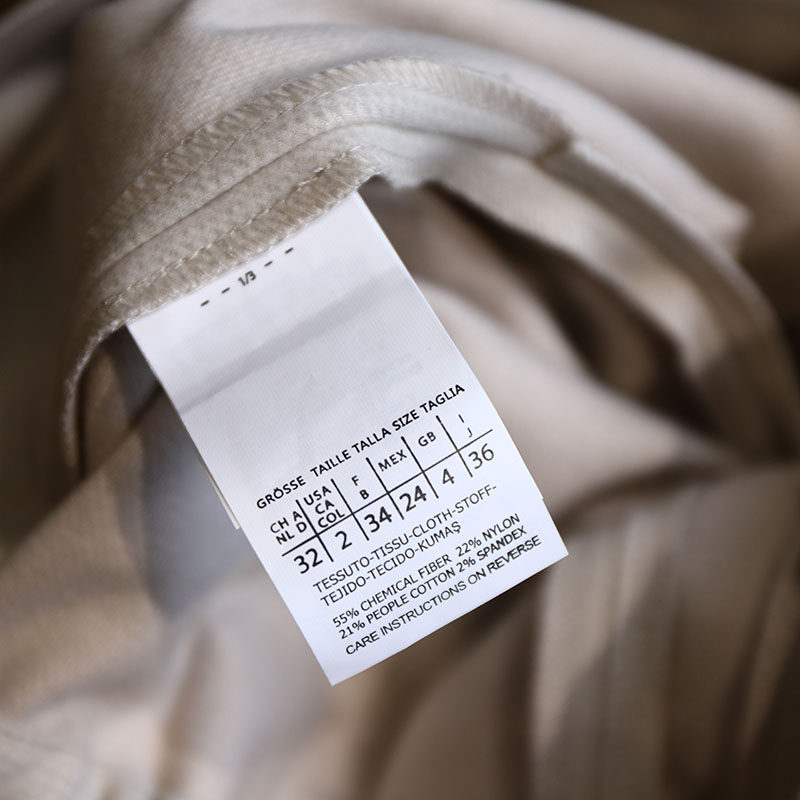 - - 1/3 - -
GRÖSSE TAILLE TALLA SIZE TAGLIA
CH A USA F MEX GB I
NL D CA B J
COL
32 2 34 24 4 36
TESSUTO-TISSU-CLOTH-STOFF-
TEJIDO-TECIDO-KUMAŞ
55% CHEMICAL FIBER 22% NYLON
21% PEOPLE COTTON 2% SPANDEX
CARE INSTRUCTIONS ON REVERSE